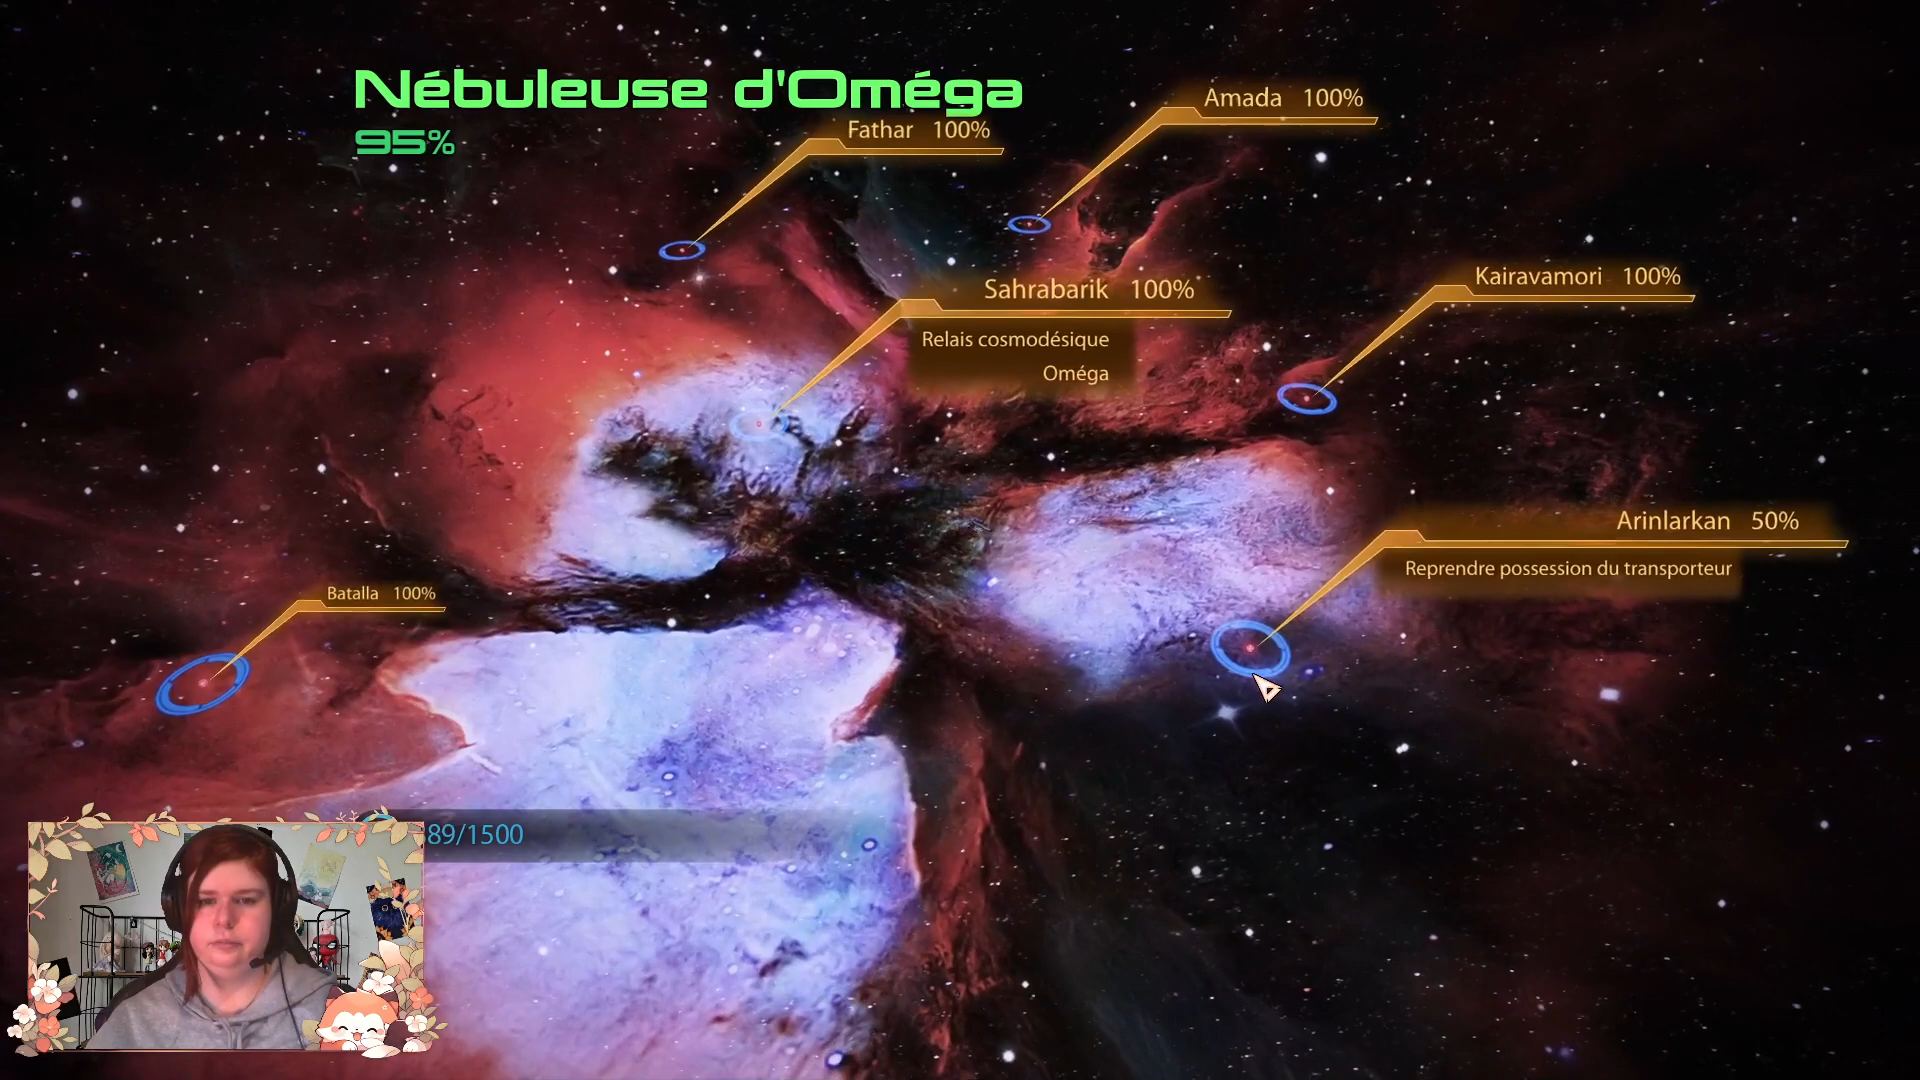 Nébuleuse d'Oméga
95%
Fathar 100%
Amada 100%
Sahrabarik 100%
Relais cosmodésique
Oméga
Kairavamori 100%
Arinlarkan 50%
Reprendre possession du transporteur
Batalla 100%
89/1500